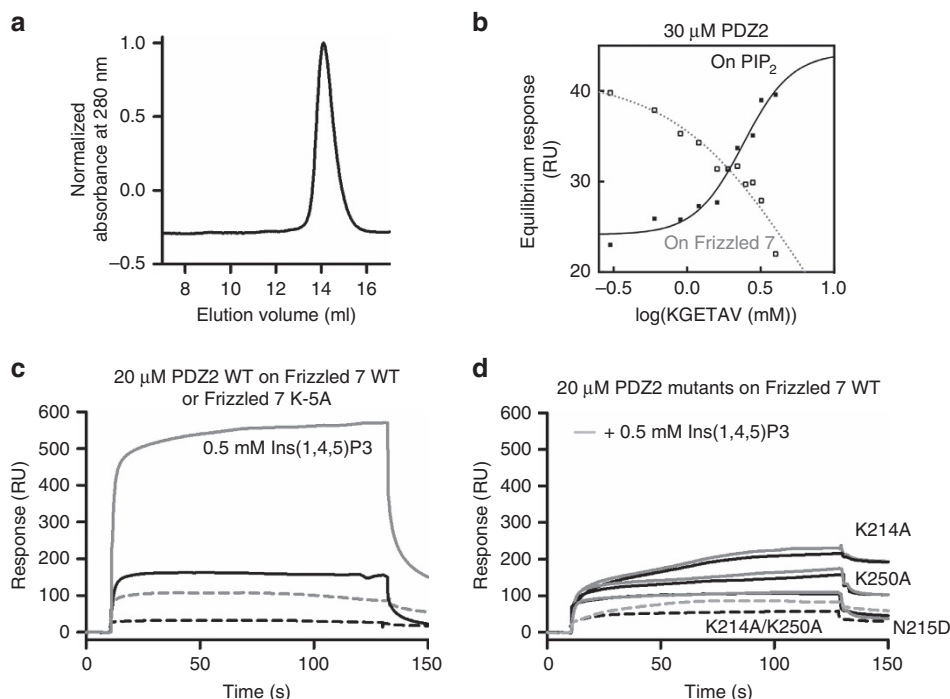 a
Normalized
absorbance at 280 nm
1.0
0.5
0.0
–0.5
8 10 12 14 16
Elution volume (ml)
b
30 μM PDZ2
On PIP2
On Frizzled 7
Equilibrium response
(RU)
40
30
20
–0.5 0.0 0.5 1.0
log(KGETAV (mM))
c
20 μM PDZ2 WT on Frizzled 7 WT
or Frizzled 7 K-5A
Response (RU)
600
500
400
300
200
100
0
0.5 mM Ins(1,4,5)P3
0 50 100 150
Time (s)
d
20 μM PDZ2 mutants on Frizzled 7 WT
Response (RU)
600
500
400
300
200
100
0
+ 0.5 mM Ins(1,4,5)P3
K214A
K250A
K214A/K250A
N215D
0 50 100 150
Time (s)